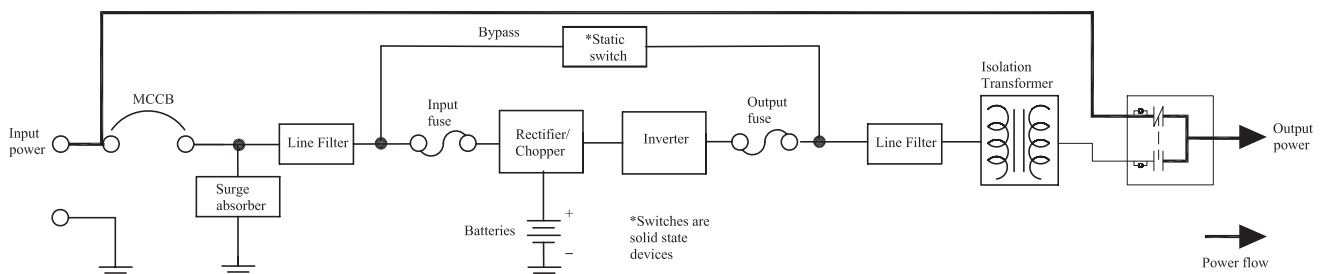 Bypass
*Static
switch
Isolation
Transformer
MCCB
Input
fuse
Output
fuse
Input
power
Line Filter
Rectifier/
Chopper
Inverter
Line Filter
Output
power
Surge
absorber
Batteries
+
−
*Switches are
solid state
devices
Power flow